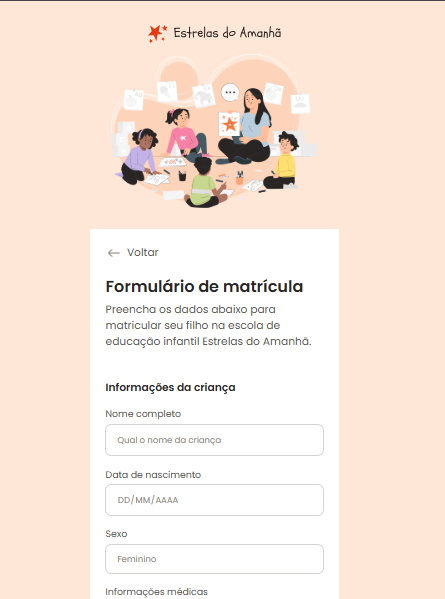 Estrelas do Amanhã
Voltar
Formulário de matrícula
Preencha os dados abaixo para
matricular seu filho na escola de
educação infantil Estrelas do Amanhã.
Informações da criança
Nome completo
Qual o nome da criança
Data de nascimento
DD/MM/AAAA
Sexo
Feminino
Informações médicas